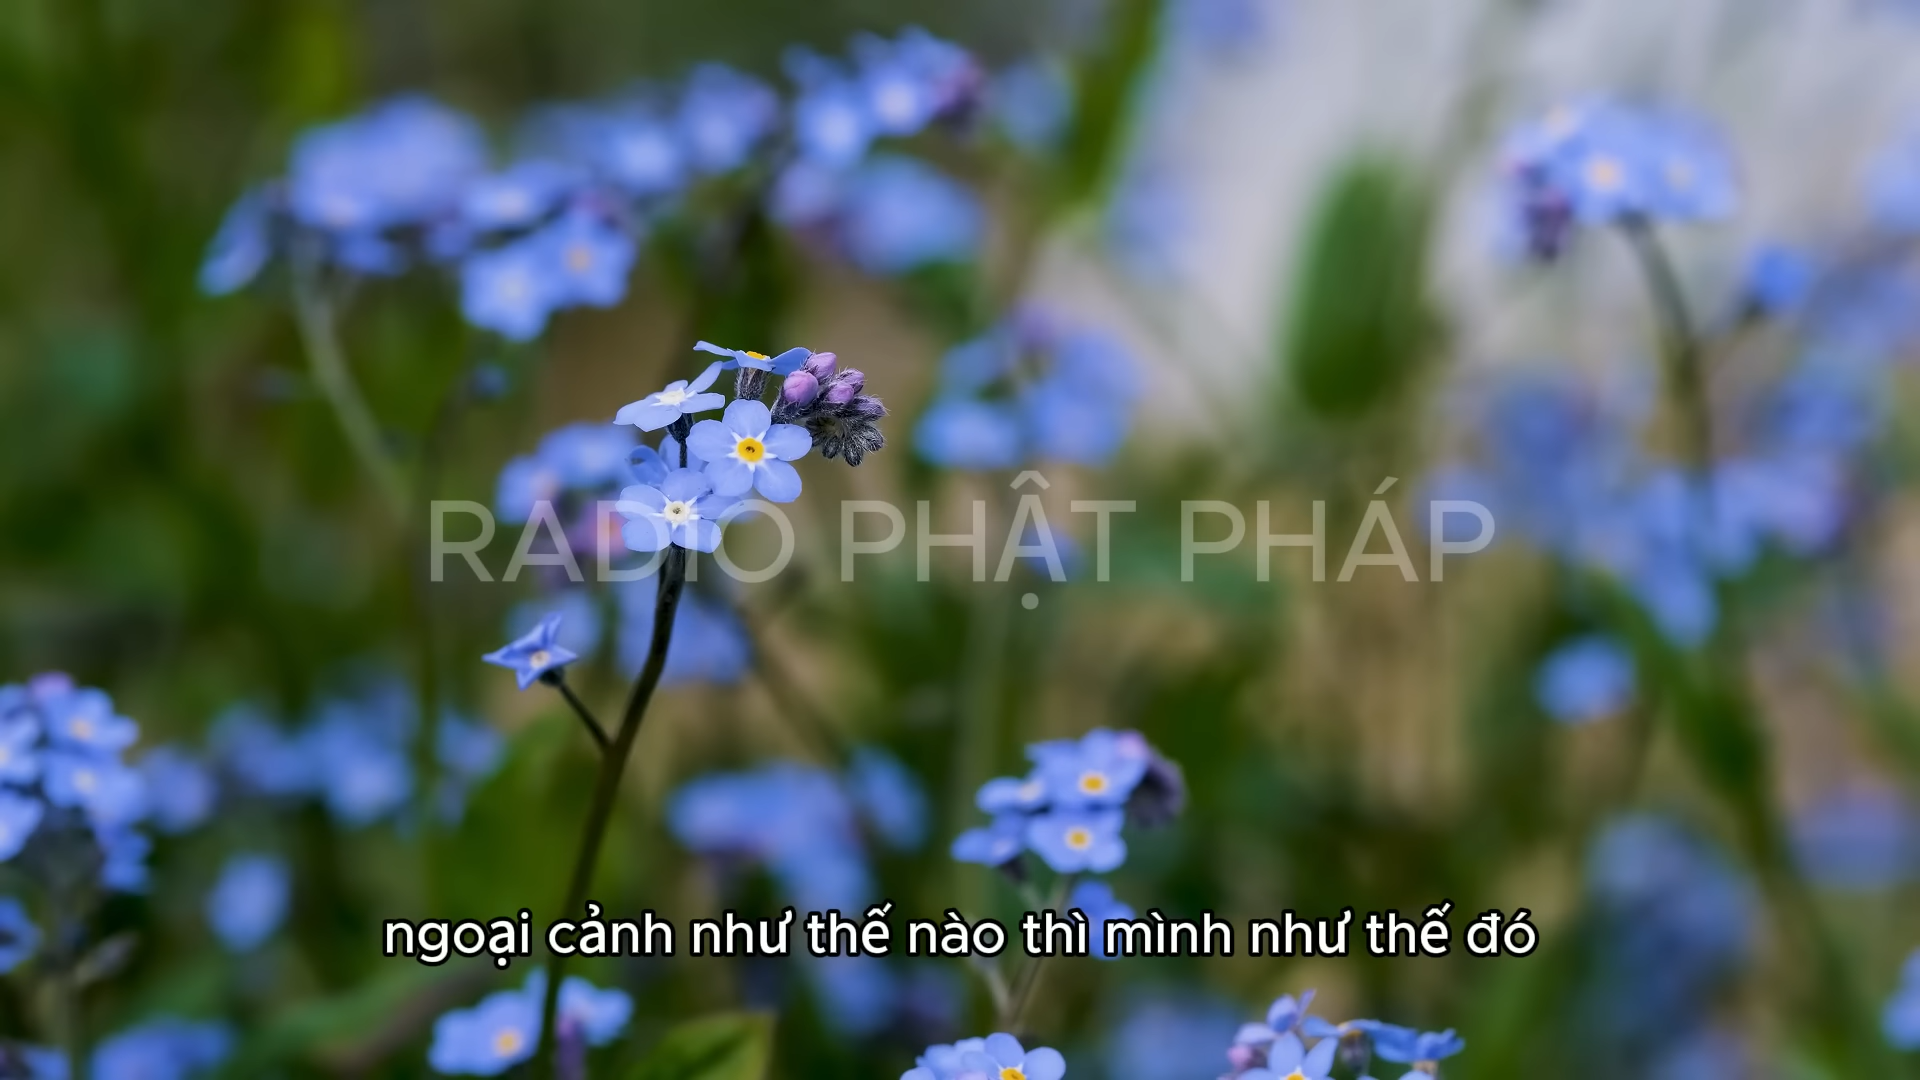 RADIO PHẬT PHÁP
ngoại cảnh như thế nào thì mình như thế đó